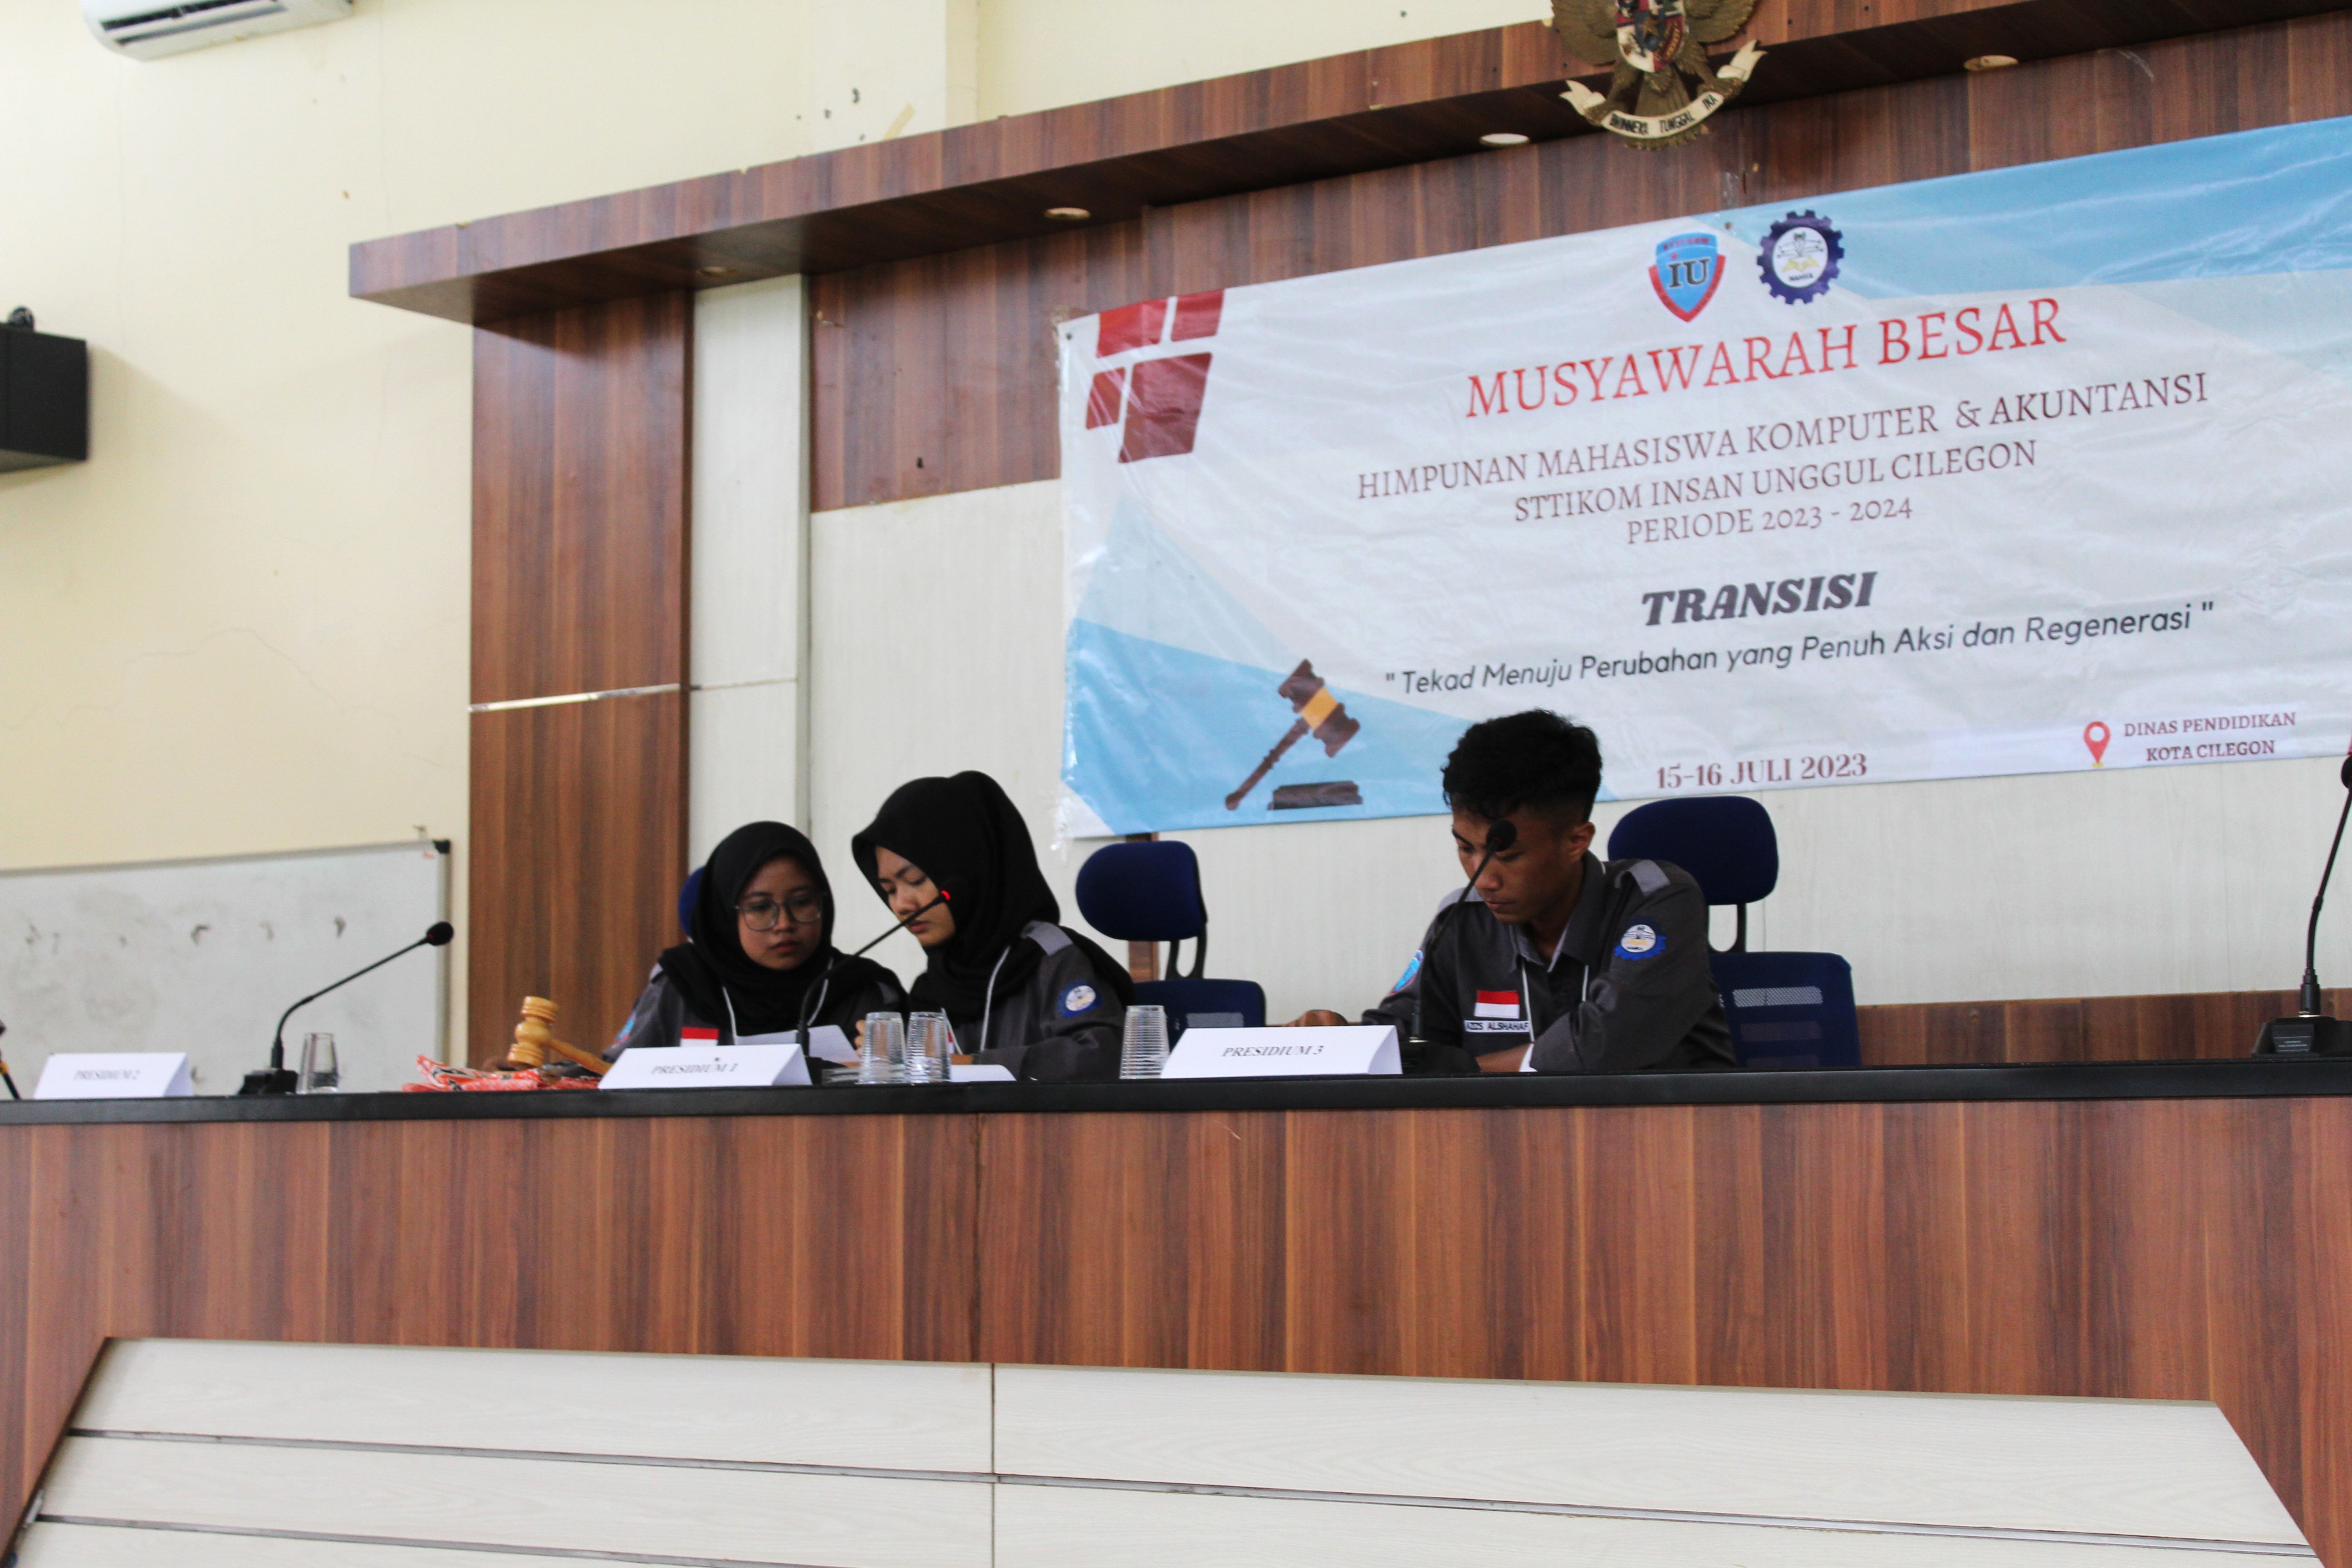 BHINNEKA TUNGGAL IKA
IU
MUSYAWARAH BESAR
HIMPUNAN MAHASISWA KOMPUTER & AKUNTANSI
STTIKOM INSAN UNGGUL CILEGON
PERIODE 2023 - 2024
TRANSISI
" Tekad Menuju Perubahan yang Penuh Aksi dan Regenerasi "
15-16 JULI 2023
DINAS PENDIDIKAN
KOTA CILEGON
AZIS ALSHAHAF
PRESIDIUM 2
PRESIDIUM 1
PRESIDIUM 3